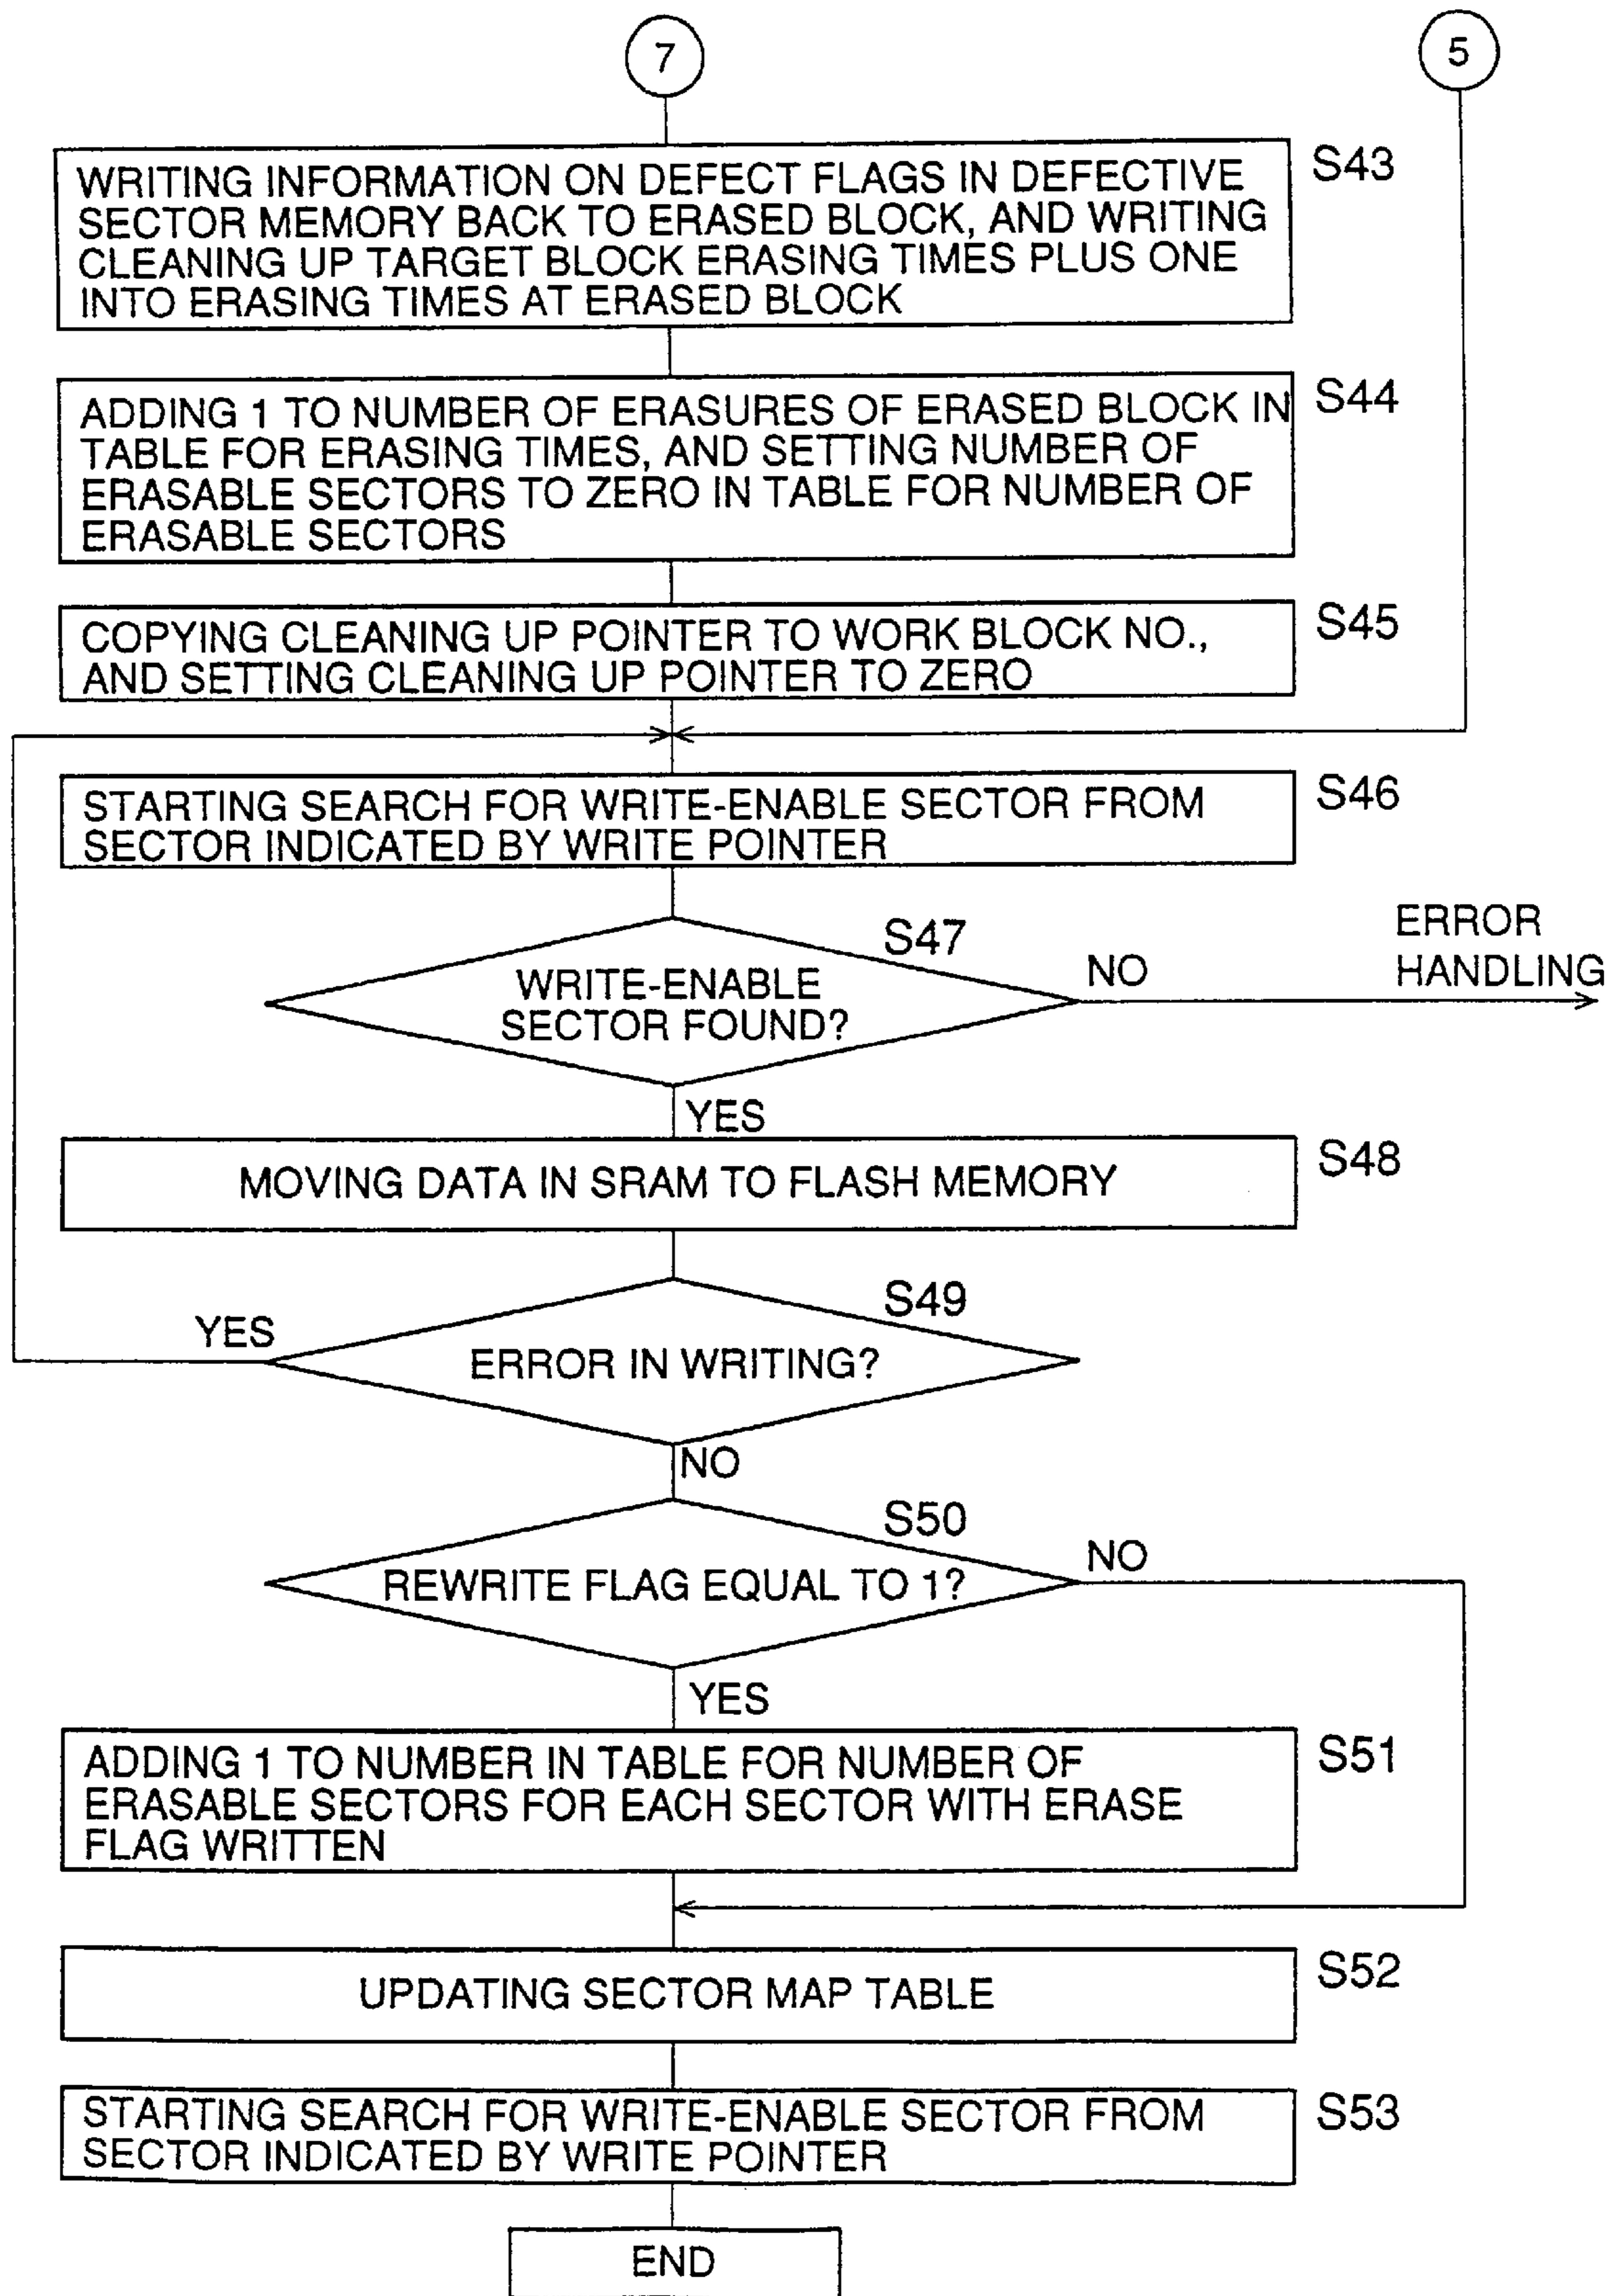 7
5
WRITING INFORMATION ON DEFECT FLAGS IN DEFECTIVE
SECTOR MEMORY BACK TO ERASED BLOCK, AND WRITING
CLEANING UP TARGET BLOCK ERASING TIMES PLUS ONE
INTO ERASING TIMES AT ERASED BLOCK
S43
ADDING 1 TO NUMBER OF ERASURES OF ERASED BLOCK IN
TABLE FOR ERASING TIMES, AND SETTING NUMBER OF
ERASABLE SECTORS TO ZERO IN TABLE FOR NUMBER OF
ERASABLE SECTORS
S44
COPYING CLEANING UP POINTER TO WORK BLOCK NO.,
AND SETTING CLEANING UP POINTER TO ZERO
S45
STARTING SEARCH FOR WRITE-ENABLE SECTOR FROM
SECTOR INDICATED BY WRITE POINTER
S46
S47
WRITE-ENABLE
SECTOR FOUND?
NO
ERROR
HANDLING
YES
MOVING DATA IN SRAM TO FLASH MEMORY
S48
S49
YES
ERROR IN WRITING?
NO
S50
REWRITE FLAG EQUAL TO 1?
NO
YES
ADDING 1 TO NUMBER IN TABLE FOR NUMBER OF
ERASABLE SECTORS FOR EACH SECTOR WITH ERASE
FLAG WRITTEN
S51
UPDATING SECTOR MAP TABLE
S52
STARTING SEARCH FOR WRITE-ENABLE SECTOR FROM
SECTOR INDICATED BY WRITE POINTER
S53
END